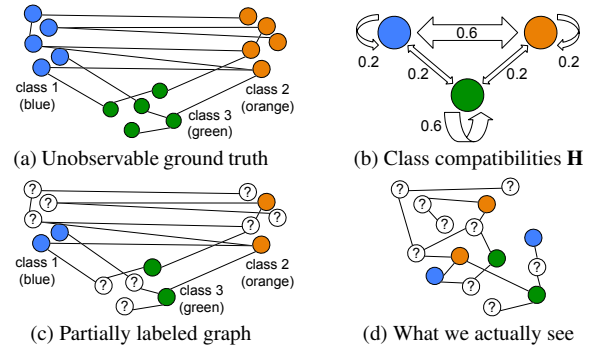 class 1
(blue)
class 2
(orange)
class 3
(green)
0.6
0.2
0.2
0.2
0.2
0.6
(a) Unobservable ground truth
(b) Class compatibilities H
?
?
?
?
?
?
?
?
?
class 1
(blue)
class 2
(orange)
class 3
(green)
?
?
?
?
?
?
?
?
?
(c) Partially labeled graph
(d) What we actually see